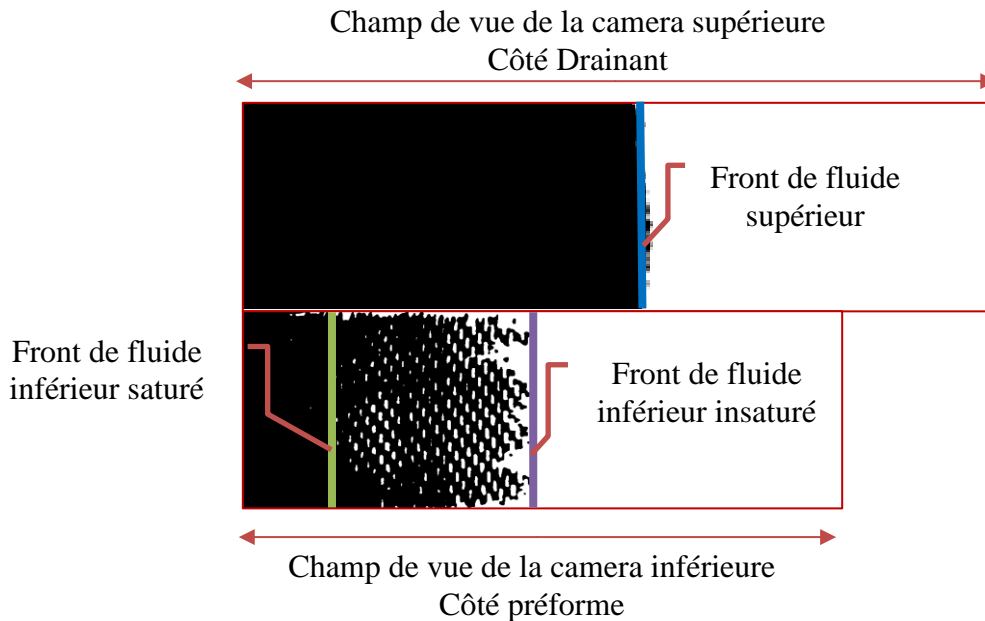 Champ de vue de la camera supérieure
Côté Drainant
Front de fluide
supérieur
Front de fluide
inférieur saturé
Front de fluide
inférieur insaturé
Champ de vue de la camera inférieure
Côté préforme